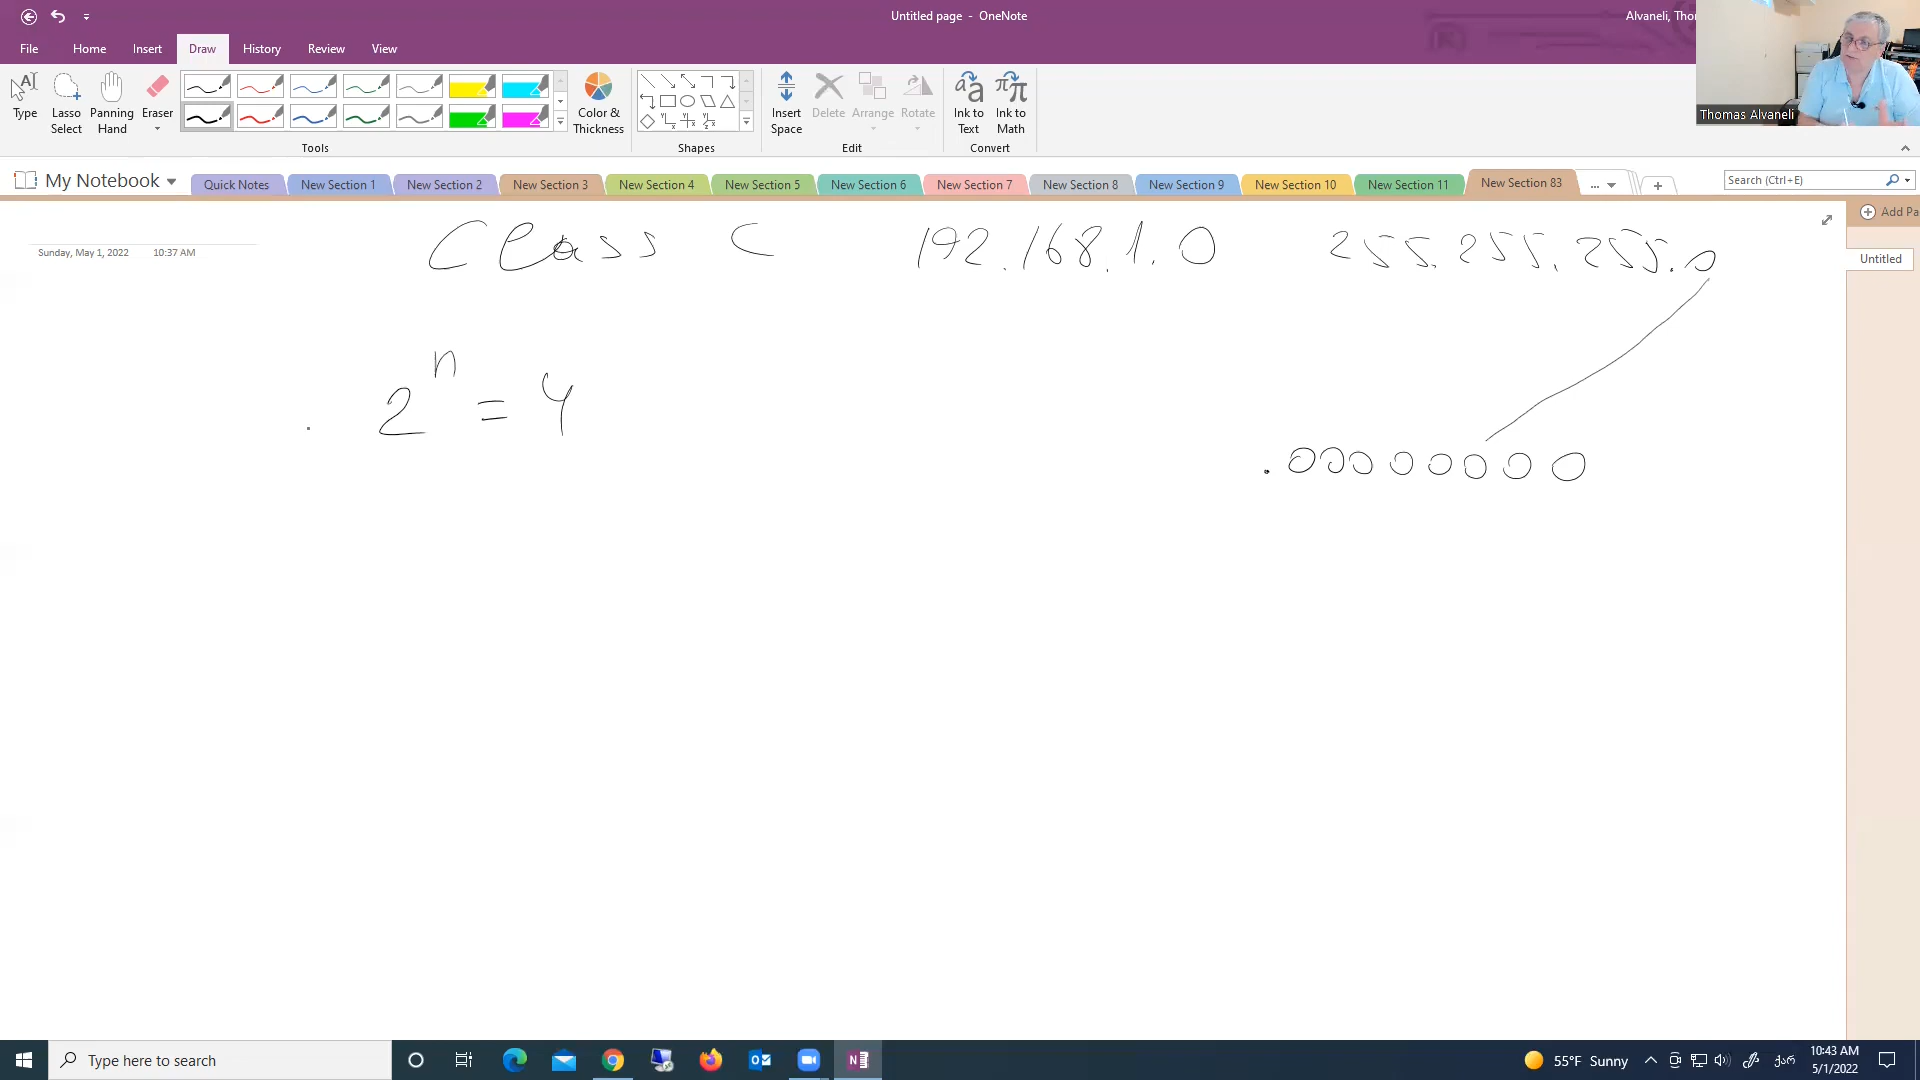 Untitled page - OneNote
Alvaneli, Tho
File Home Insert Draw History Review View
Type Lasso Select Panning Hand Eraser Color & Thickness Insert Space Delete Arrange Rotate Ink to Text Ink to Math
Tools Shapes Edit Convert
Thomas Alvaneli
My Notebook Quick Notes New Section 1 New Section 2 New Section 3 New Section 4 New Section 5 New Section 6 New Section 7 New Section 8 New Section 9 New Section 10 New Section 11 New Section 83 ... Search (Ctrl+E)
Add Pa
Untitled
Sunday, May 1, 2022 10:37 AM
Class C 192.168.1.0 255.255.255.0
2ⁿ = 4
.00000000
Type here to search
55°F Sunny ქარ 10:43 AM
5/1/2022